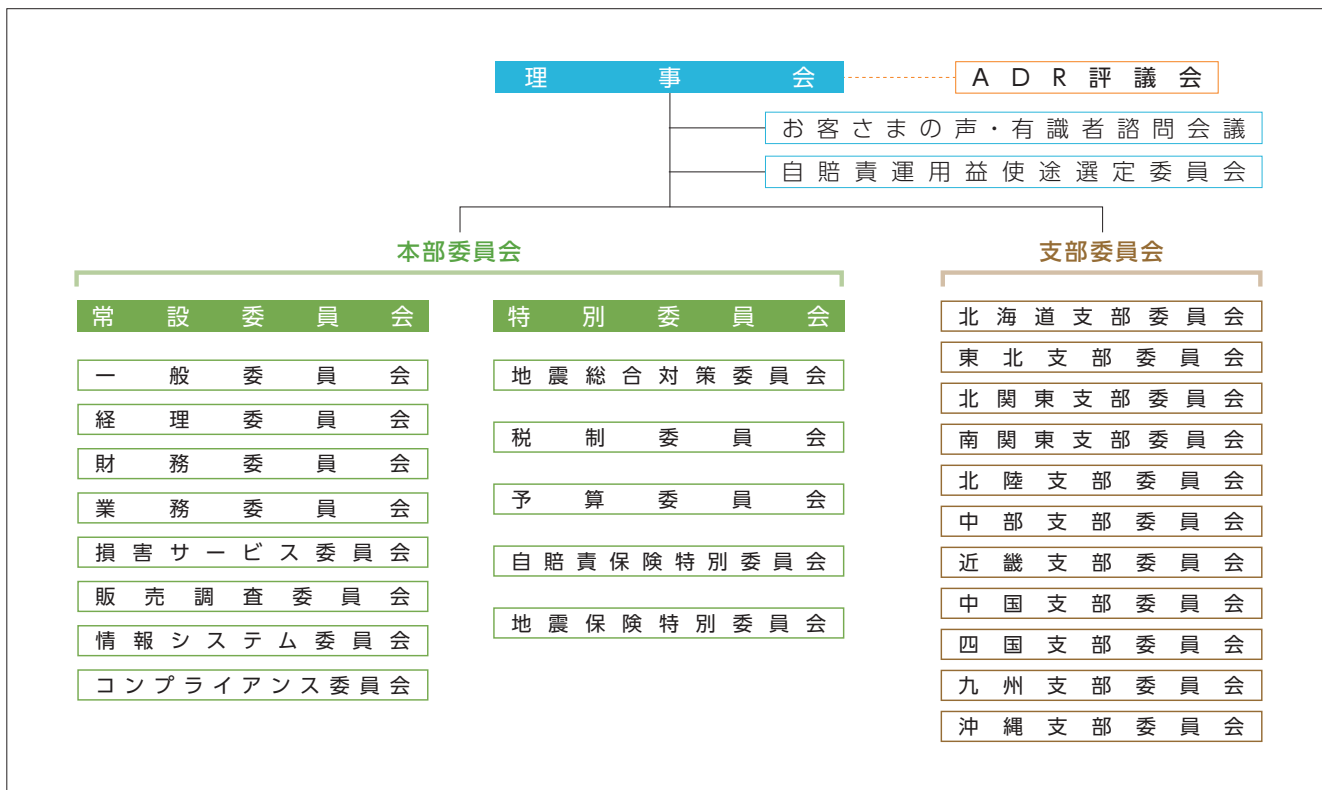 理事会
ADR評議会
お客さまの声・有識者諮問会議
自賠責運用益使途選定委員会
本部委員会
常設委員会
一般委員会
経理委員会
財務委員会
業務委員会
損害サービス委員会
販売調査委員会
情報システム委員会
コンプライアンス委員会
特別委員会
地震総合対策委員会
税制委員会
予算委員会
自賠責保険特別委員会
地震保険特別委員会
支部委員会
北海道支部委員会
東北支部委員会
北関東支部委員会
南関東支部委員会
北陸支部委員会
中部支部委員会
近畿支部委員会
中国支部委員会
四国支部委員会
九州支部委員会
沖縄支部委員会